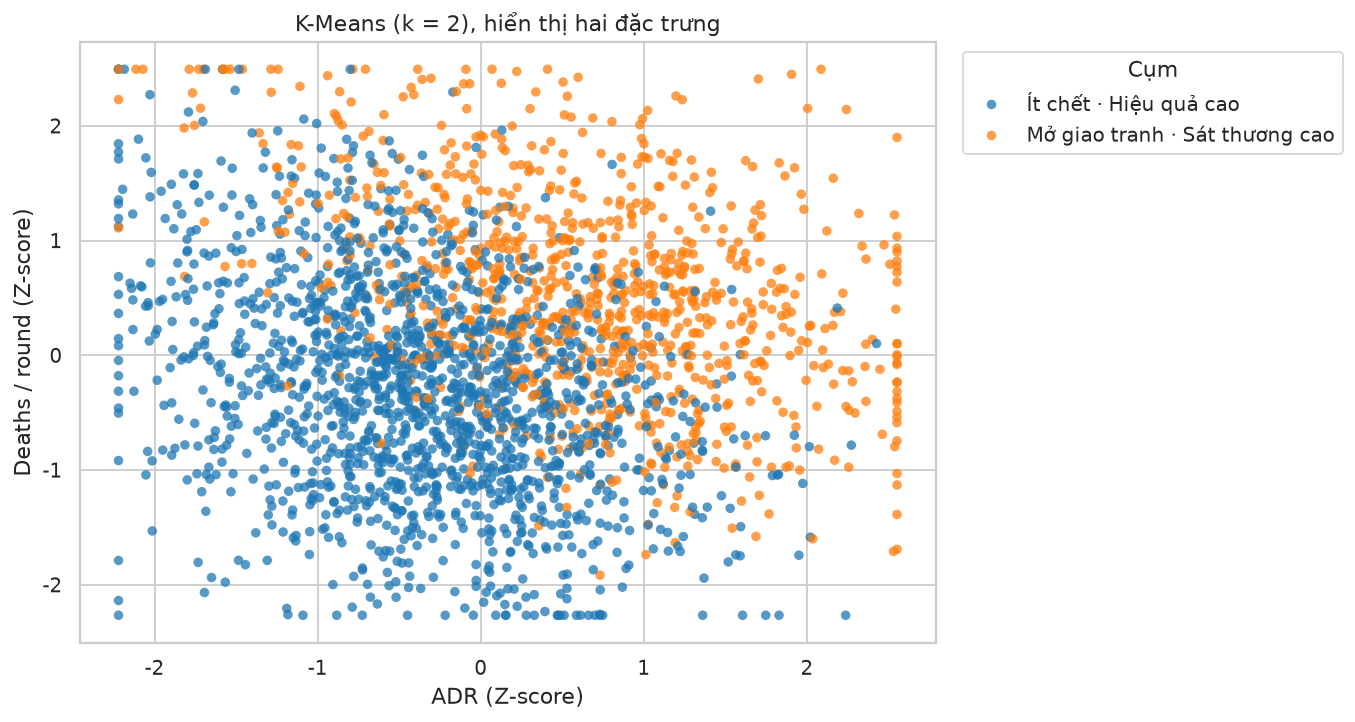 K-Means (k = 2), hiển thị hai đặc trưng
Cụm
Ít chết · Hiệu quả cao
Mở giao tranh · Sát thương cao
Deaths / round (Z-score)
2
1
0
-1
-2
-2
-1
0
1
2
ADR (Z-score)